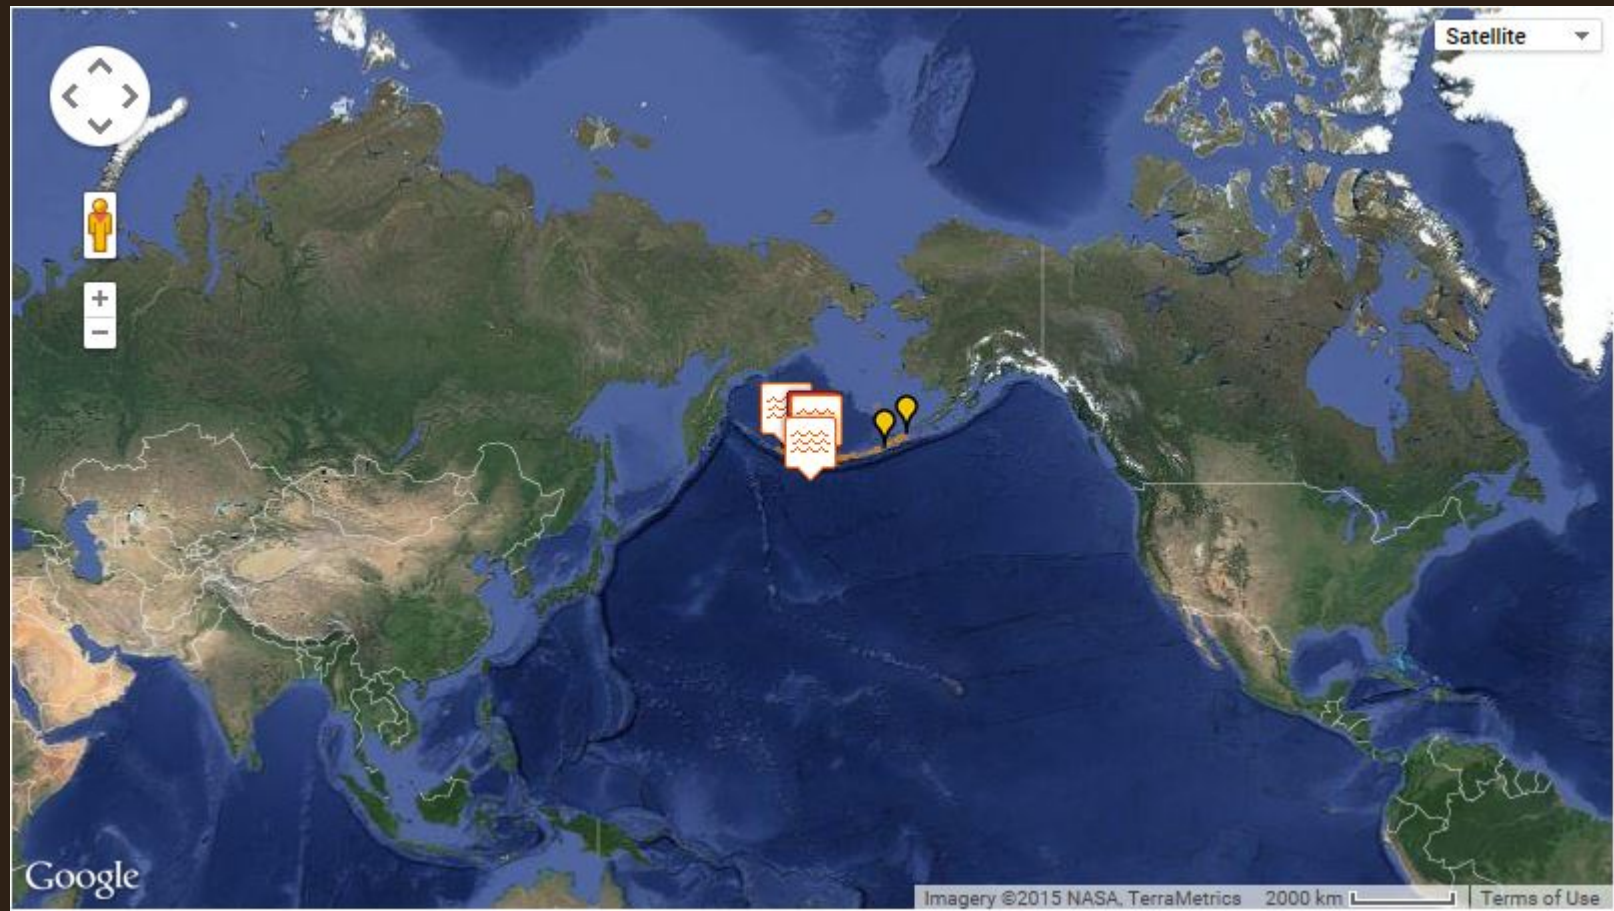 Satellite
+
−
Google
Imagery ©2015 NASA, TerraMetrics 2000 km Terms of Use